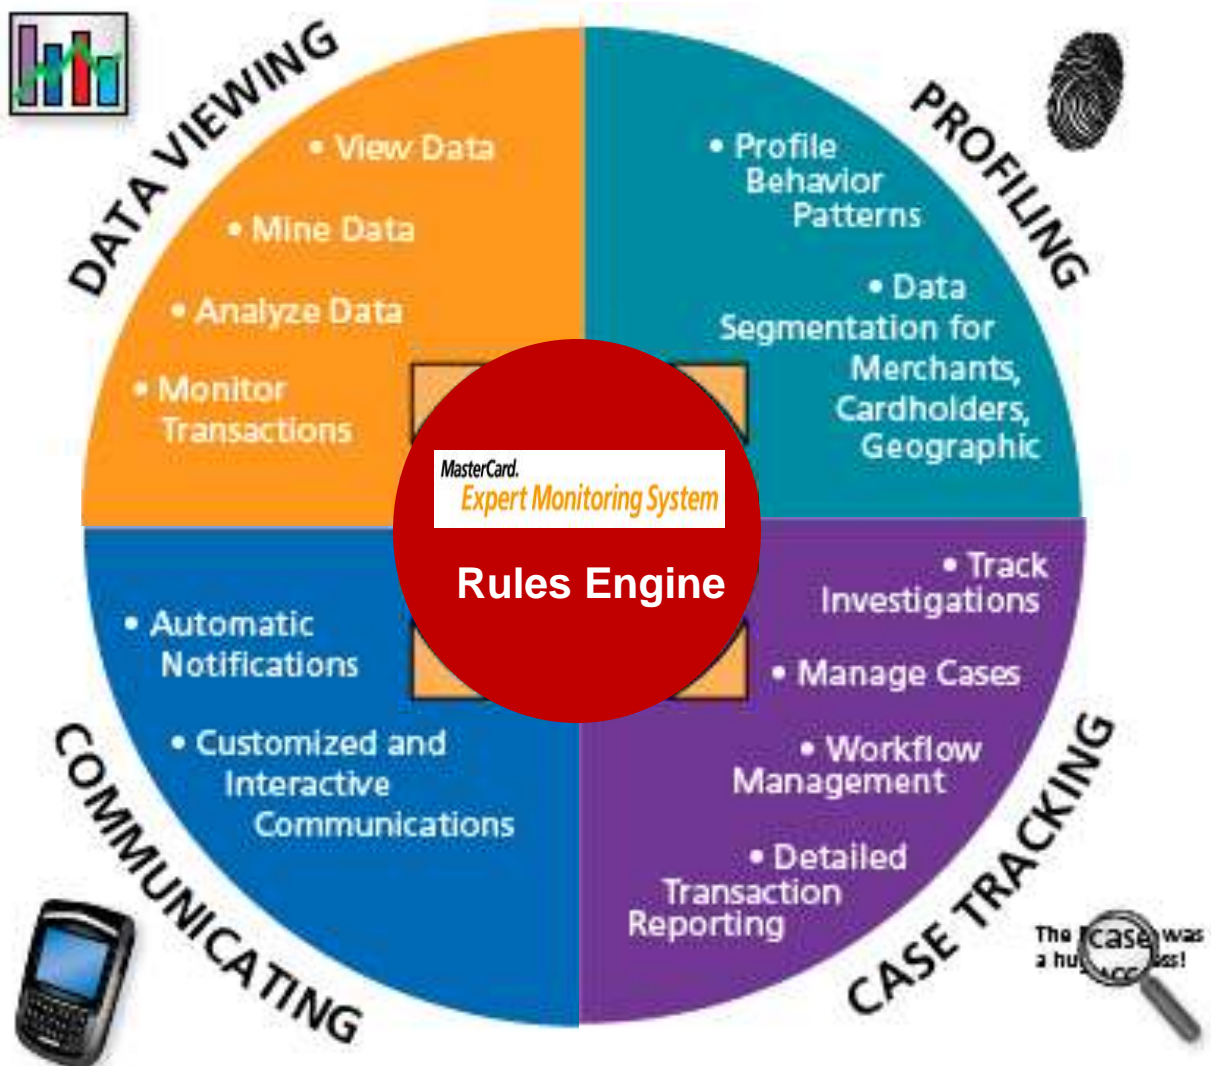 DATA VIEWING
• View Data
• Mine Data
• Analyze Data
• Monitor
Transactions
PROFILING
• Profile
Behavior
Patterns
• Data
Segmentation for
Merchants,
Cardholders,
Geographic
MasterCard.
Expert Monitoring System
Rules Engine
COMMUNICATING
• Automatic
Notifications
• Customized and
Interactive
Communications
CASE TRACKING
• Track
Investigations
• Manage Cases
• Workflow
Management
• Detailed
Transaction
Reporting
The case was
a